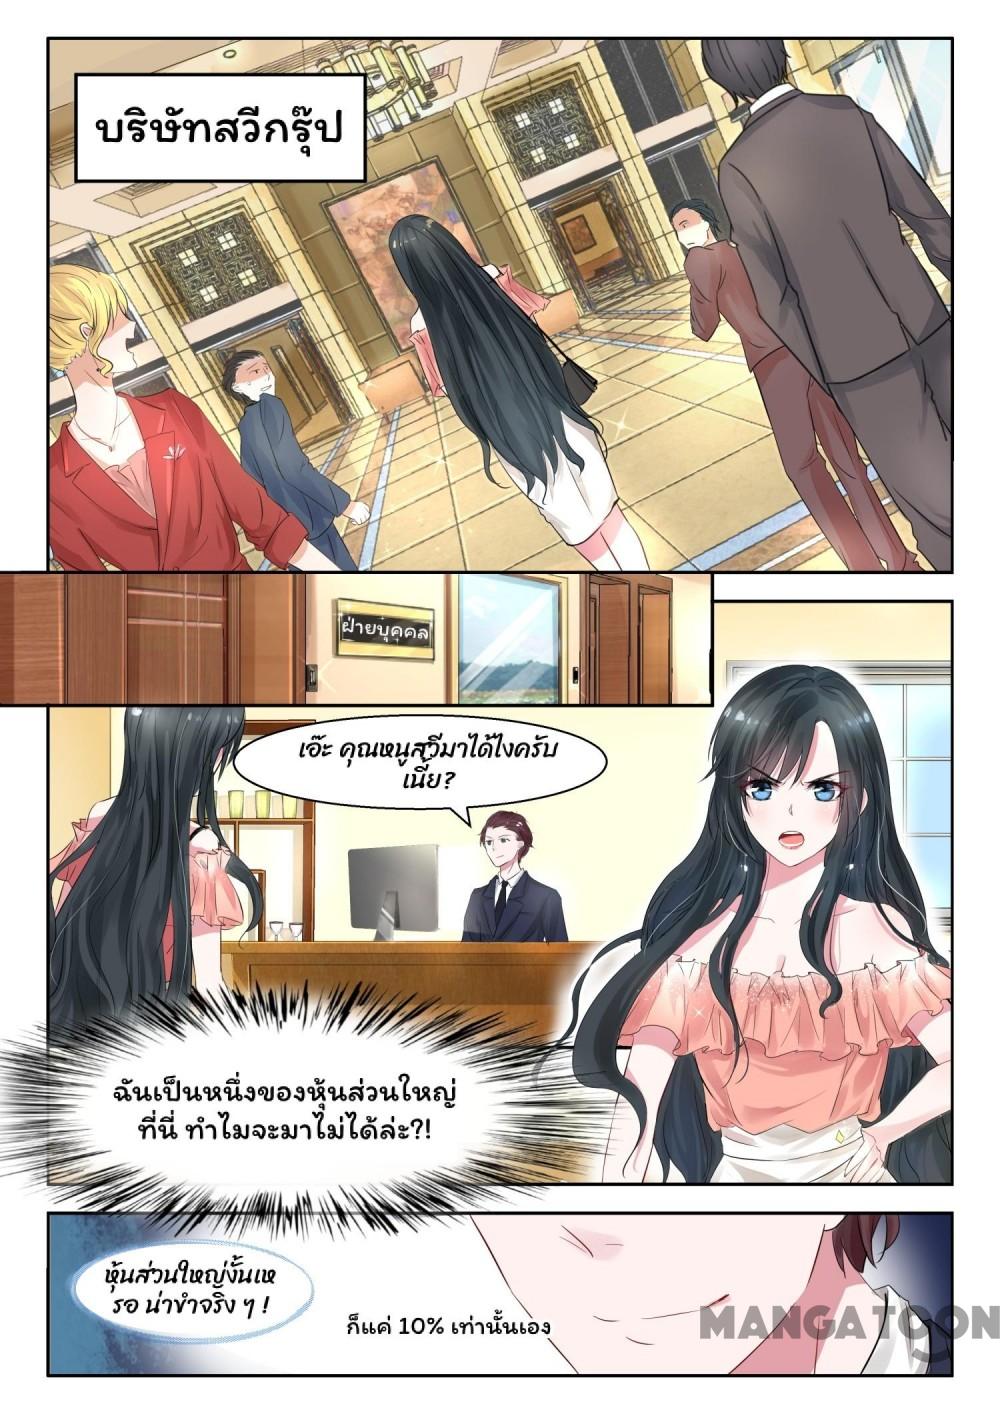 บริษัทสวีกรุ๊ป
ฝ่ายบุคคล
เอ๊ะ คุณหนูสวีมาได้ไงครับ
เนี้ย?
ฉันเป็นหนึ่งของหุ้นส่วนใหญ่
ที่นี่ ทำไมจะมาไม่ได้ล่ะ?!
หุ้นส่วนใหญ่งั้นเห
รอ น่าขำจริง ๆ !
ก็แค่ 10% เท่านั้นเอง
MANGATOON